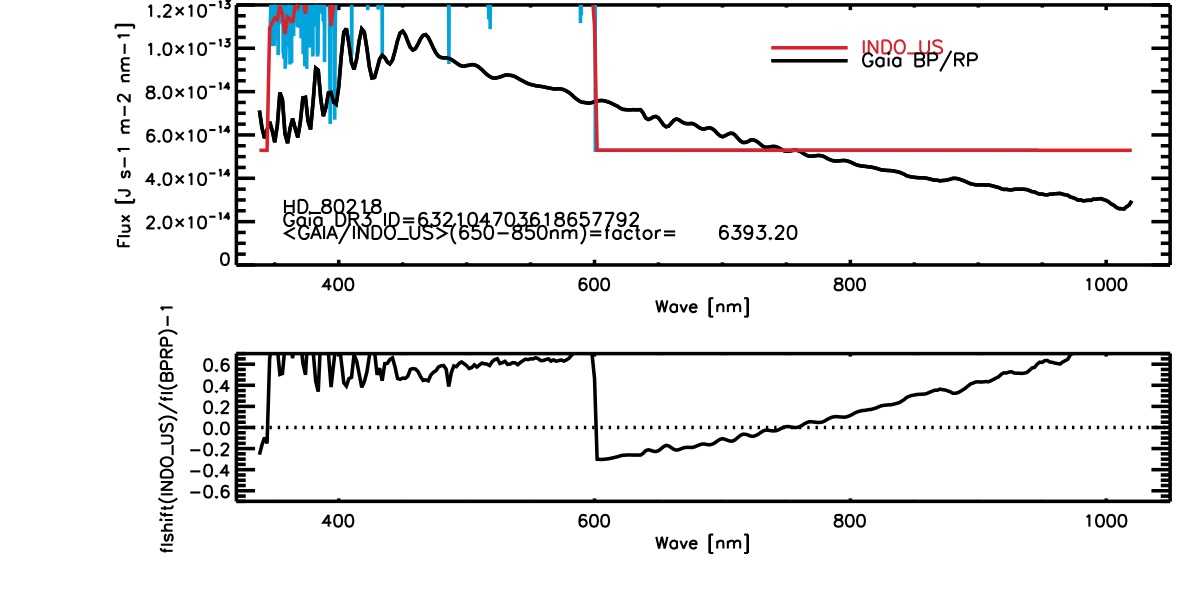 1.2×10−13
1.0×10−13
8.0×10−14
6.0×10−14
4.0×10−14
2.0×10−14
0
Flux [J s−1 m−2 nm−1]
INDO_US
Gaia BP/RP
HD_80218
Gaia DR3 ID=632104703618657792
<GAIA/INDO_US>(650−850nm)=factor= 6393.20
400 600 800 1000
Wave [nm]
flshift(INDO_US)/fl(BPRP)−1
0.6
0.4
0.2
0.0
−0.2
−0.4
−0.6
400 600 800 1000
Wave [nm]